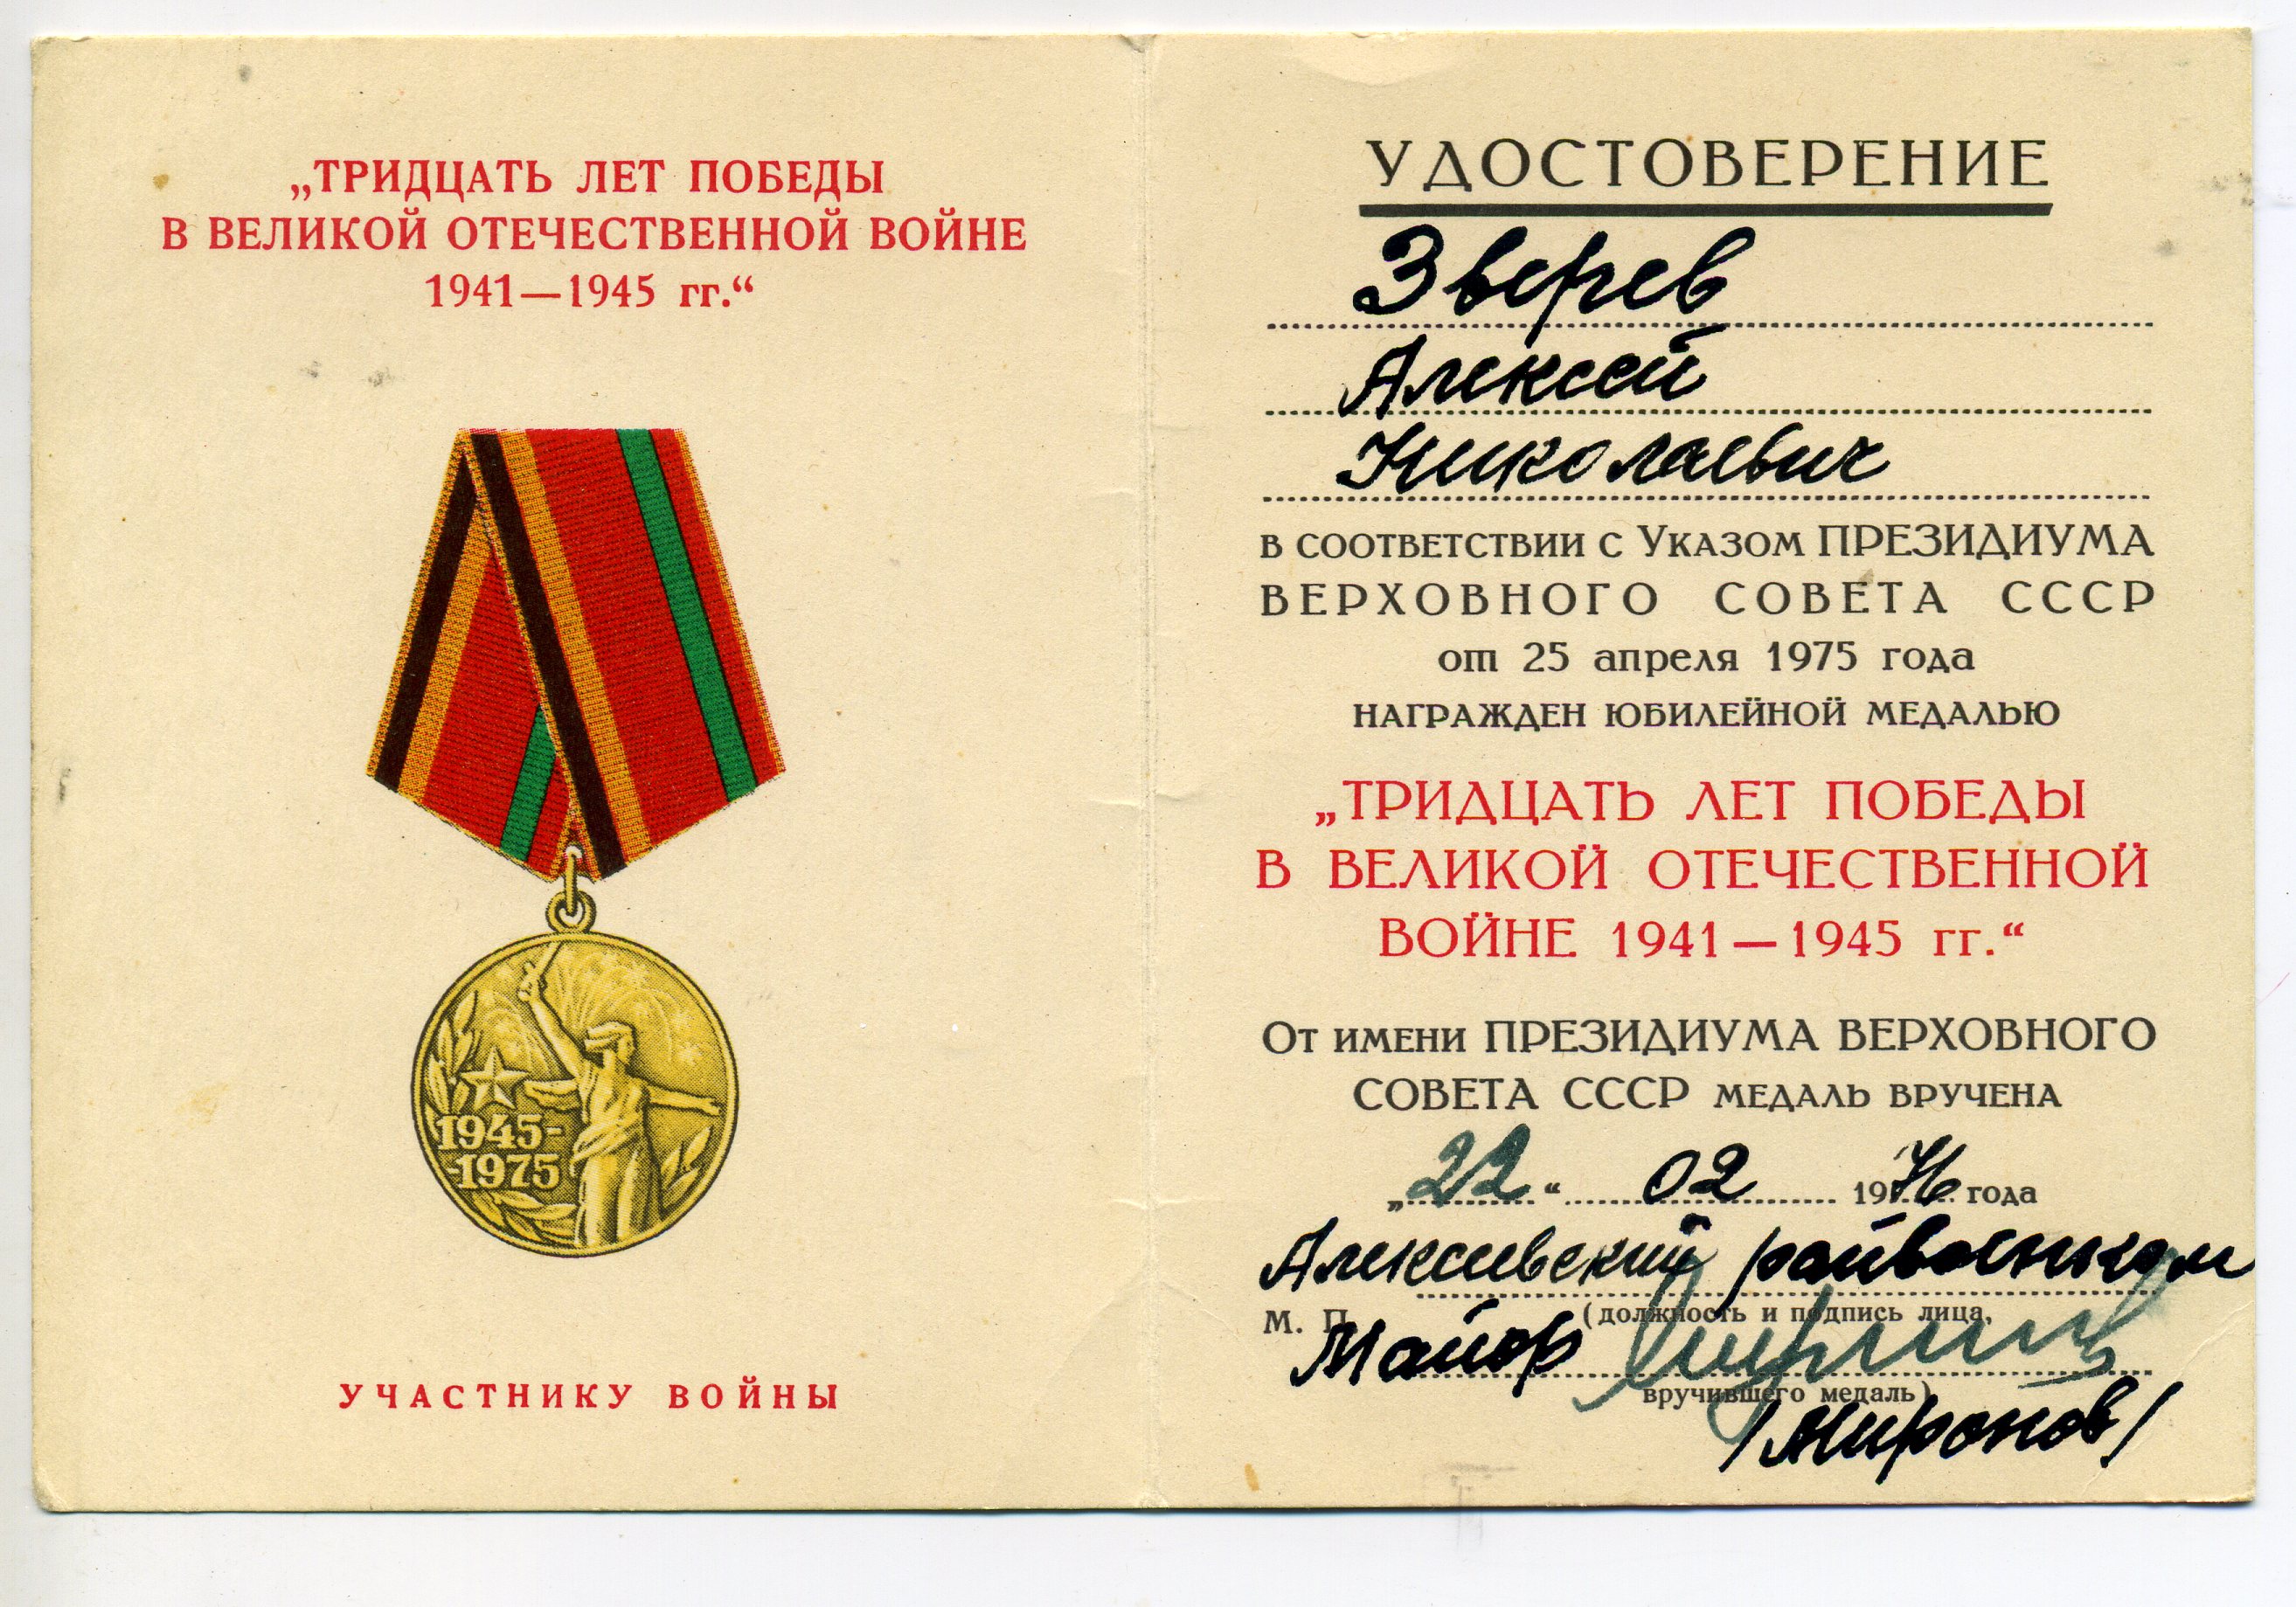 „ТРИДЦАТЬ ЛЕТ ПОБЕДЫ
В ВЕЛИКОЙ ОТЕЧЕСТВЕННОЙ ВОЙНЕ
1941—1945 гг.“
1945-
-1975
УЧАСТНИКУ ВОЙНЫ
УДОСТОВЕРЕНИЕ
Зверев
Алексей
Николаевич
в соответствии с Указом ПРЕЗИДИУМА
ВЕРХОВНОГО СОВЕТА СССР
от 25 апреля 1975 года
НАГРАЖДЕН ЮБИЛЕЙНОЙ МЕДАЛЬЮ
„ТРИДЦАТЬ ЛЕТ ПОБЕДЫ
В ВЕЛИКОЙ ОТЕЧЕСТВЕННОЙ
ВОЙНЕ 1941—1945 гг.“
От имени ПРЕЗИДИУМА ВЕРХОВНОГО
СОВЕТА СССР МЕДАЛЬ ВРУЧЕНА
„22“ 02 1976 года
Алексеевский райвоенком
М. П. (должность и подпись лица,
Майор
вручившего медаль)
/Миронов/